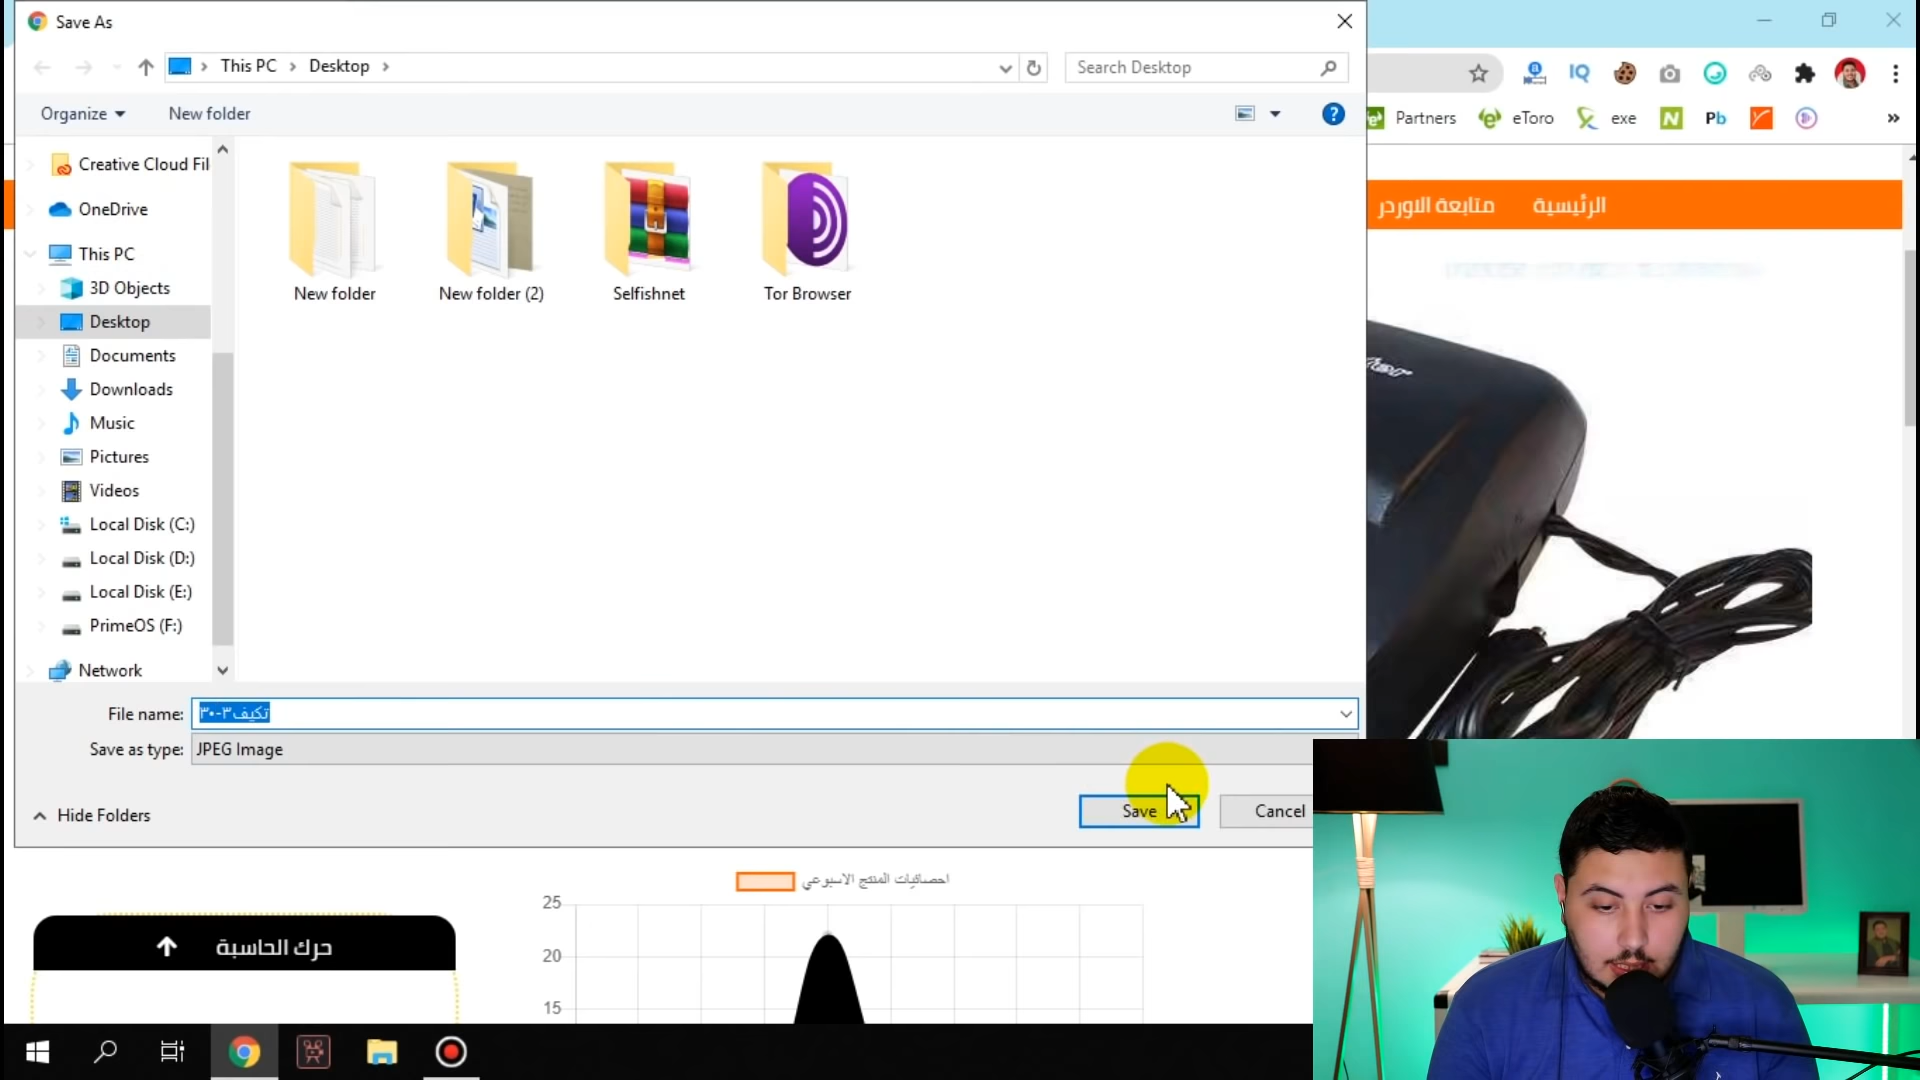 Save As
This PC
Desktop
Search Desktop
Organize
New folder
?
Partners
eToro
exe
N
Pb
IQ
Creative Cloud Fil
OneDrive
This PC
3D Objects
Desktop
Documents
Downloads
Music
Pictures
Videos
Local Disk (C:)
Local Disk (D:)
Local Disk (E:)
PrimeOS (F:)
Network
New folder
New folder (2)
Selfishnet
Tor Browser
الرئيسية
متابعة الاوردر
File name:
تكيف٣-٣٠
Save as type:
JPEG Image
Hide Folders
Save
Cancel
احصائيات المنتج الاسبوعي
25
20
15
حرك الحاسبة